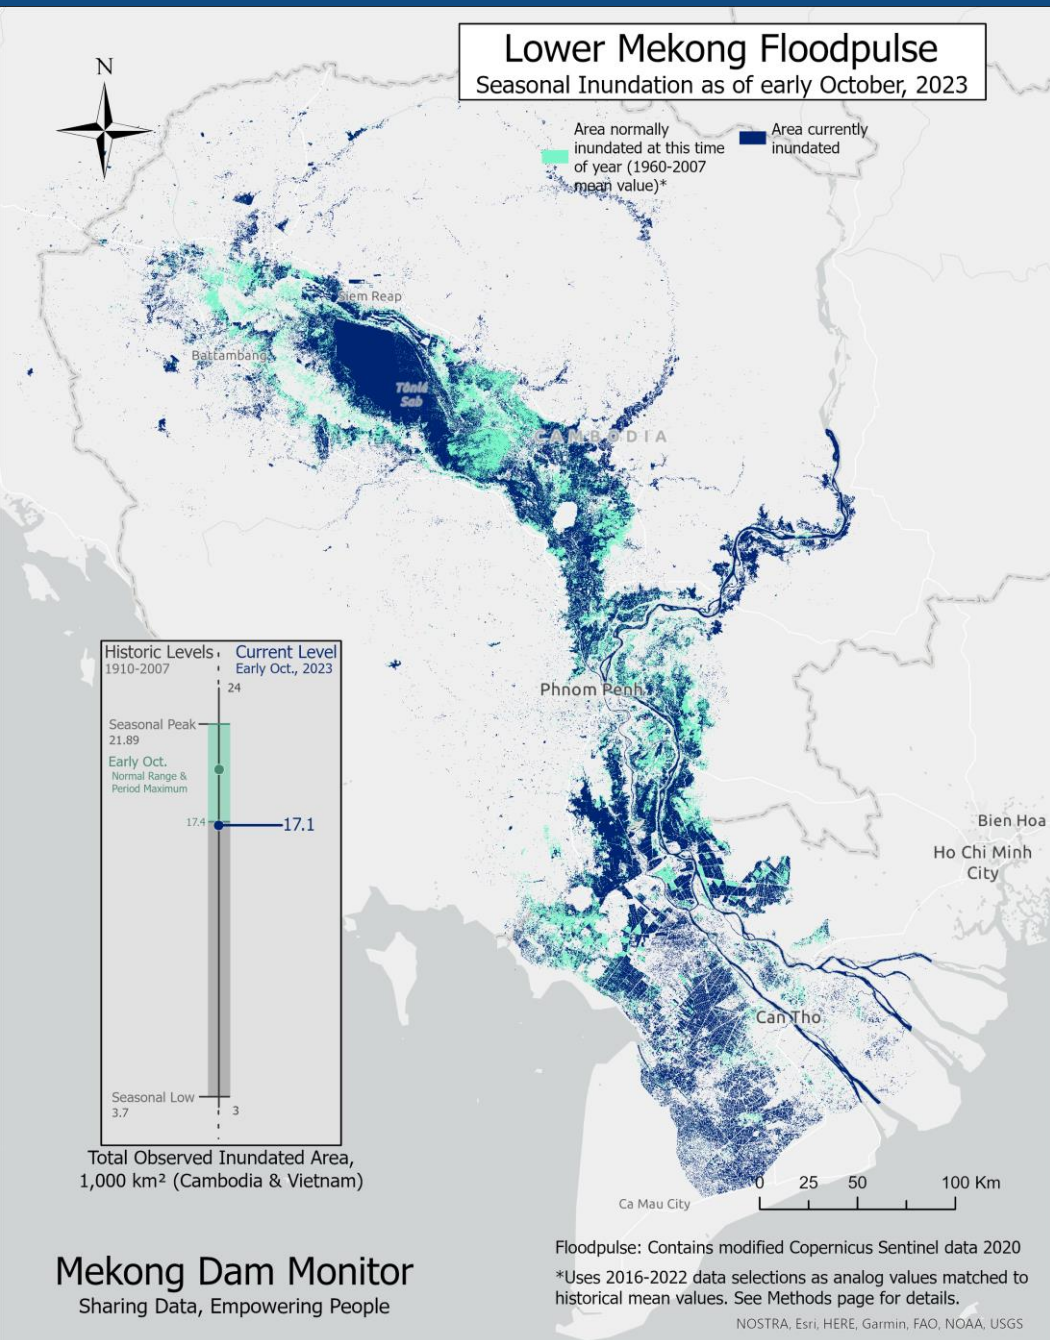 Lower Mekong Floodpulse
Seasonal Inundation as of early October, 2023
N
Area normally
inundated at this time
of year (1960-2007
mean value)*
Area currently
inundated
Siem Reap
Battambang
Tônlé
Sab
CAMBODIA
Phnom Penh
Bien Hoa
Ho Chi Minh
City
Can Tho
Ca Mau City
Historic Levels
1910-2007
Current Level
Early Oct., 2023
24
Seasonal Peak
21.89
Early Oct.
Normal Range &
Period Maximum
17.4
17.1
Seasonal Low
3.7
3
Total Observed Inundated Area,
1,000 km² (Cambodia & Vietnam)
0 25 50 100 Km
Mekong Dam Monitor
Sharing Data, Empowering People
Floodpulse: Contains modified Copernicus Sentinel data 2020
*Uses 2016-2022 data selections as analog values matched to
historical mean values. See Methods page for details.
NOSTRA, Esri, HERE, Garmin, FAO, NOAA, USGS